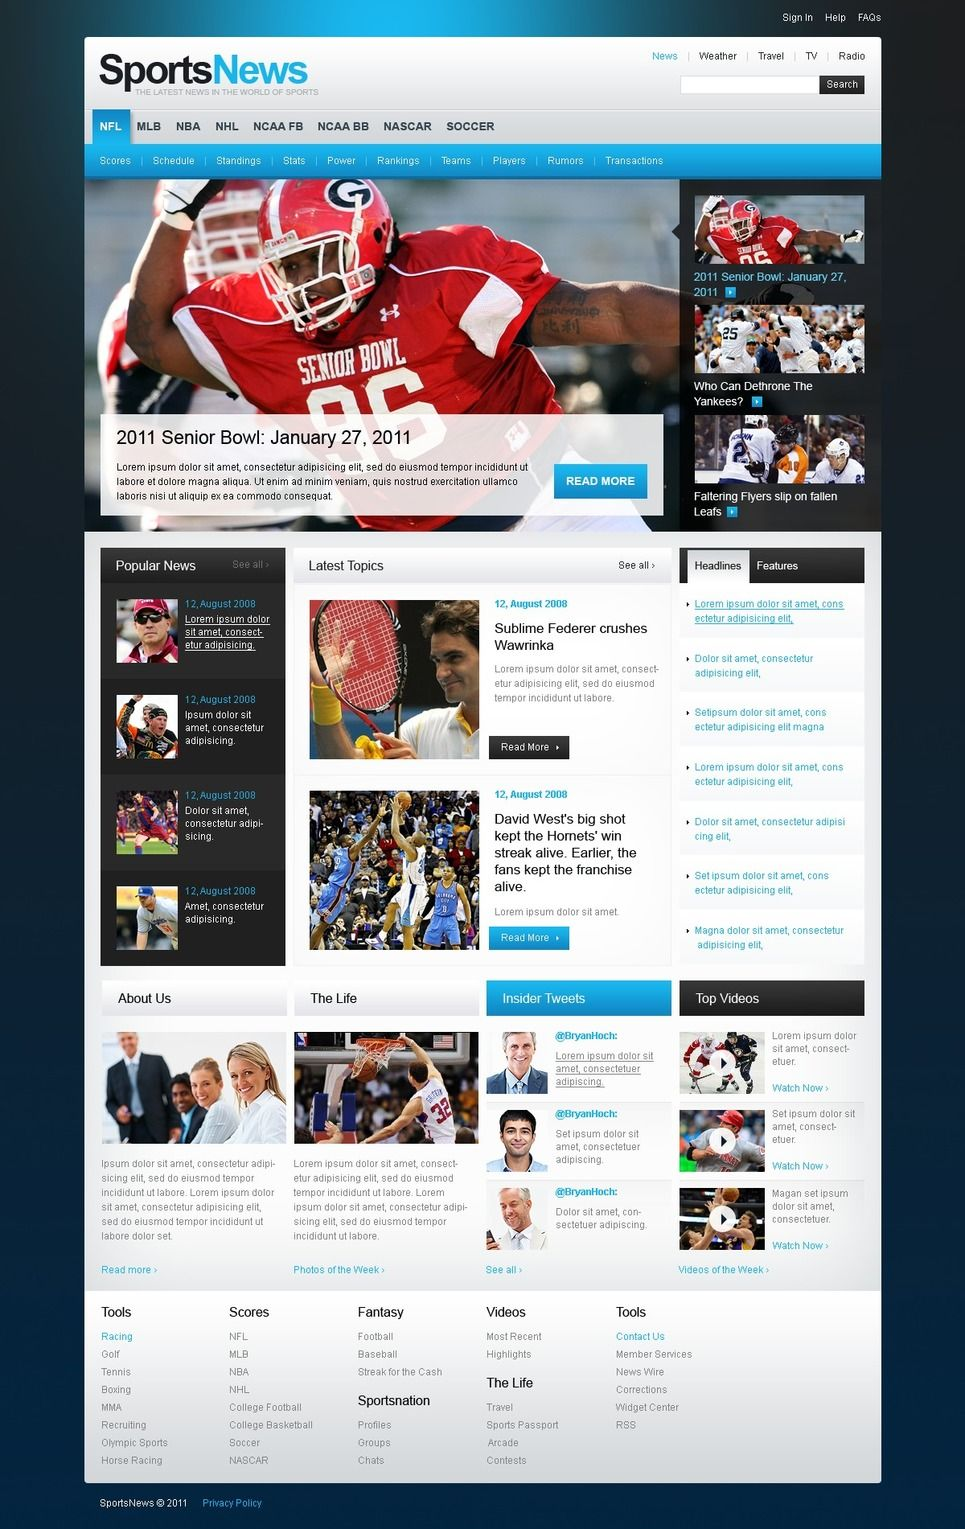 Sign In Help FAQs
SportsNews
THE LATEST NEWS IN THE WORLD OF SPORTS
News | Weather | Travel | TV | Radio
Search
NFL MLB NBA NHL NCAA FB NCAA BB NASCAR SOCCER
Scores | Schedule | Standings | Stats | Power | Rankings | Teams | Players | Rumors | Transactions
G
SENIOR BOWL
96
2011 Senior Bowl: January 27, 2011
Lorem ipsum dolor sit amet, consectetur adipisicing elit, sed do eiusmod tempor incididunt ut
labore et dolore magna aliqua. Ut enim ad minim veniam, quis nostrud exercitation ullamco
laboris nisi ut aliquip ex ea commodo consequat.
READ MORE
2011 Senior Bowl: January 27,
2011
25
Who Can Dethrone The
Yankees?
2
Faltering Flyers slip on fallen
Leafs
Popular News See all ›
12, August 2008
Lorem ipsum dolor
sit amet, consect-
etur adipisicing.
12, August 2008
Ipsum dolor sit
amet, consectetur
adipisicing.
12, August 2008
Dolor sit amet,
consectetur adipi-
sicing.
12, August 2008
Amet, consectetur
adipisicing.
Latest Topics See all ›
12, August 2008
Sublime Federer crushes
Wawrinka
Lorem ipsum dolor sit amet, consect-
etur adipisicing elit, sed do eiusmod
tempor incididunt ut labore.
Read More
12, August 2008
David West's big shot
kept the Hornets' win
streak alive. Earlier, the
fans kept the franchise
alive.
Lorem ipsum dolor sit amet.
Read More
Headlines Features
Lorem ipsum dolor sit amet, cons
ectetur adipisicing elit,
Dolor sit amet, consectetur
adipisicing elit,
Setipsum dolor sit amet, cons
ectetur adipisicing elit magna
Lorem ipsum dolor sit amet, cons
ectetur adipisicing elit,
Dolor sit amet, consectetur adipisi
cing elit,
Set ipsum dolor sit amet, cons
ectetur adipisicing elit,
Magna dolor sit amet, consectetur
adipisicing elit,
About Us
Ipsum dolor sit amet, consectetur adipi-
sicing elit, sed do eiusmod tempor
incididunt ut labore. Lorem ipsum dolor
sit amet, consectetur adipisicing elit,
sed do eiusmod tempor incididunt ut
labore dolor set.
Read more ›
The Life
32
Lorem ipsum dolor sit amet, consect-
etur adipisicing elit, sed do eiusmod
tempor incididunt ut labore. Lorem
ipsum dolor sit amet, consectetur adipi-
sicing elit, sed do eiusmod tempor
incididunt ut labore.
Photos of the Week ›
Insider Tweets
@BryanHoch:
Lorem ipsum dolor sit
amet, consectetuer
adipiscing.
@BryanHoch:
Set ipsum dolor sit
amet, consectetuer
adipiscing.
@BryanHoch:
Dolor sit amet, con-
sectetuer adipiscing.
See all ›
Top Videos
Lorem ipsum dolor
sit amet, consect-
etuer.
Watch Now ›
Set ipsum dolor sit
amet, consect-
etuer.
Watch Now ›
Magan set ipsum
dolor sit amet,
consectetuer.
Watch Now ›
Videos of the Week ›
Tools
Racing
Golf
Tennis
Boxing
MMA
Recruiting
Olympic Sports
Horse Racing
Scores
NFL
MLB
NBA
NHL
College Football
College Basketball
Soccer
NASCAR
Fantasy
Football
Baseball
Streak for the Cash
Sportsnation
Profiles
Groups
Chats
Videos
Most Recent
Highlights
The Life
Travel
Sports Passport
Arcade
Contests
Tools
Contact Us
Member Services
News Wire
Corrections
Widget Center
RSS
SportsNews © 2011 Privacy Policy